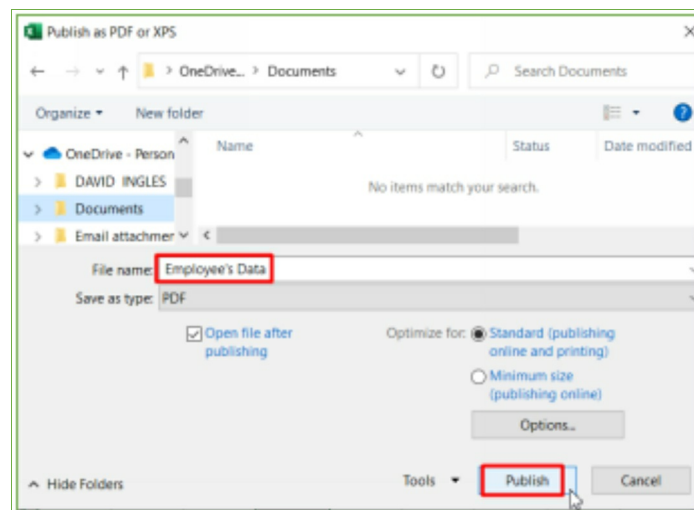 Publish as PDF or XPS
OneDrive... > Documents
Search Documents
Organize
New folder
Name
Status
Date modified
OneDrive - Person
DAVID INGLES
Documents
Email attachmer
No items match your search.
File name: Employee's Data
Save as type: PDF
Open file after
publishing
Optimize for:
Standard (publishing
online and printing)
Minimum size
(publishing online)
Options...
Hide Folders
Tools
Publish
Cancel